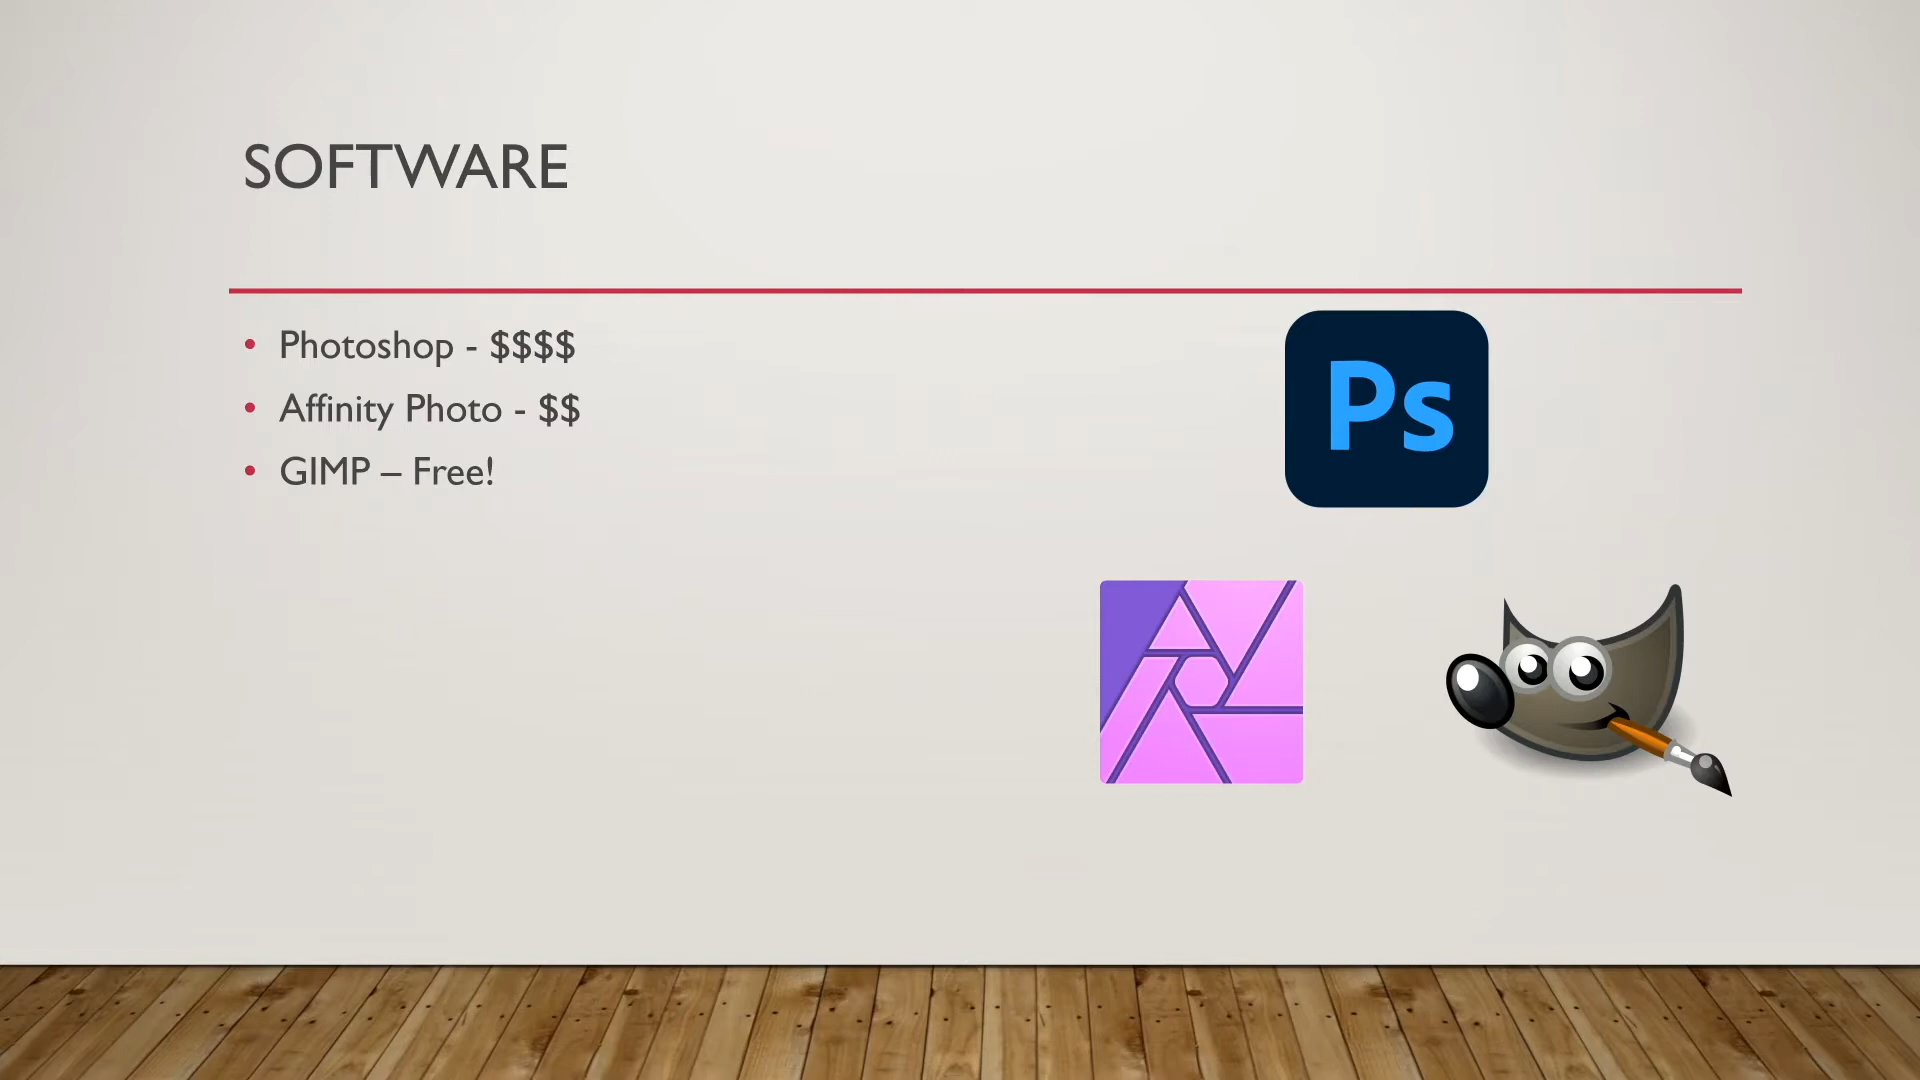 SOFTWARE
• Photoshop - $$$$
• Affinity Photo - $$
• GIMP – Free!
Ps